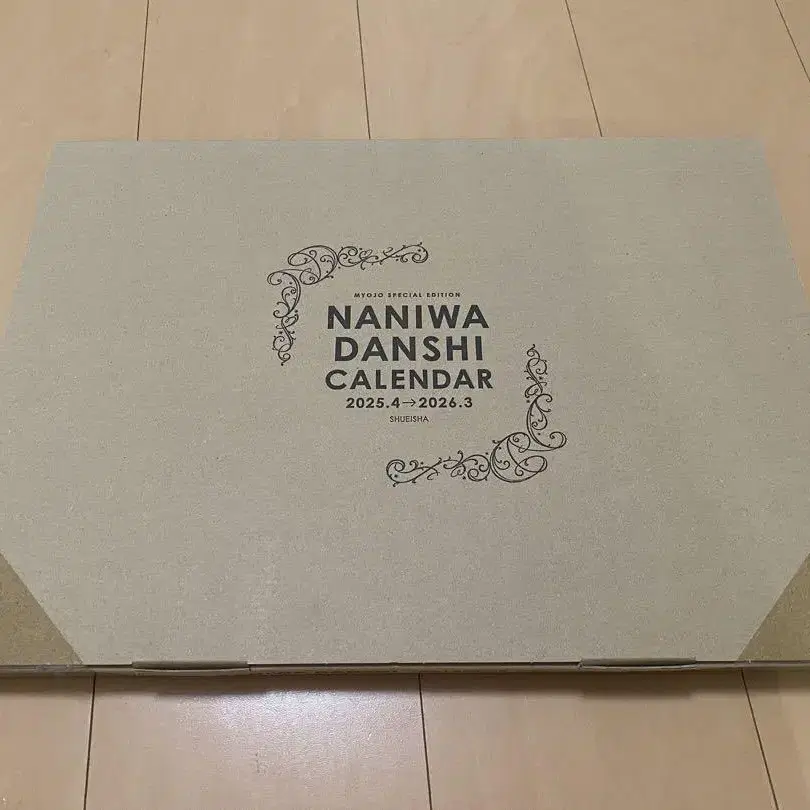 MYOJO SPECIAL EDITION
NANIWA
DANSHI
CALENDAR
2025.4→2026.3
SHUEISHA